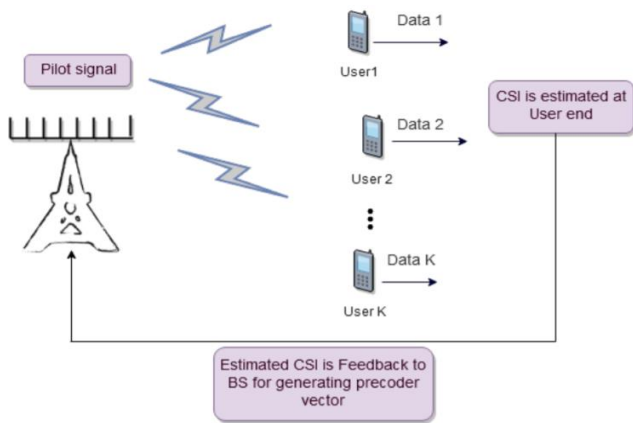 Pilot signal
Data 1
User1
CSI is estimated at
User end
Data 2
User 2
Data K
User K
Estimated CSI is Feedback to
BS for generating precoder
vector